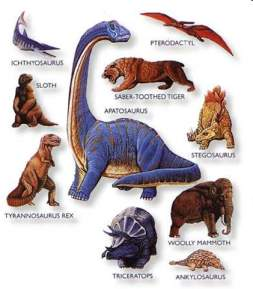 PTERODACTYL
ICHTHYOSAURUS
SLOTH
SABER-TOOTHED TIGER
APATOSAURUS
STEGOSAURUS
TYRANNOSAURUS REX
WOOLLY MAMMOTH
TRICERATOPS
ANKYLOSAURUS